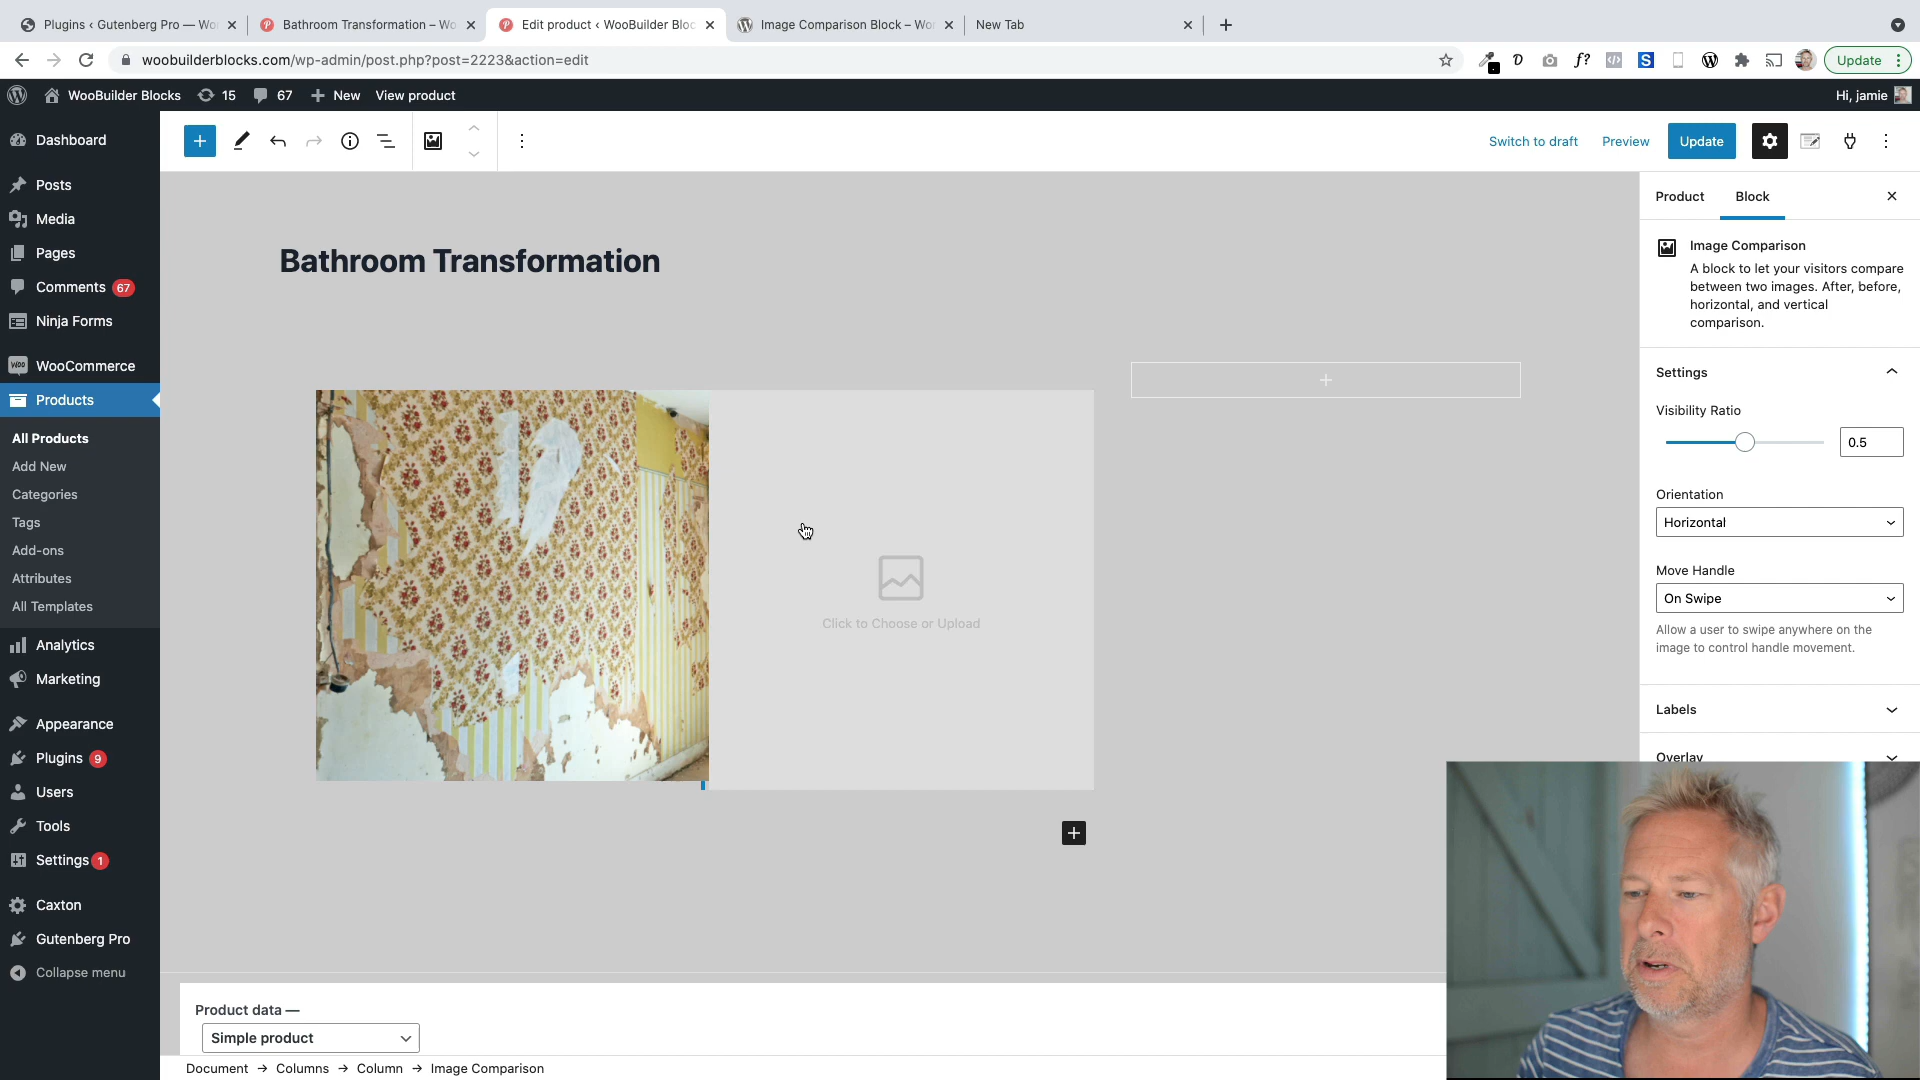 Plugins ‹ Gutenberg Pro — Wo
Bathroom Transformation – Wo
Edit product ‹ WooBuilder Bloc
Image Comparison Block – Wor
New Tab
woobuilderblocks.com/wp-admin/post.php?post=2223&action=edit
Update
WooBuilder Blocks
15
67
New
View product
Hi, jamie
Dashboard
Posts
Media
Pages
Comments 67
Ninja Forms
WooCommerce
Products
All Products
Add New
Categories
Tags
Add-ons
Attributes
All Templates
Analytics
Marketing
Appearance
Plugins 9
Users
Tools
Settings 1
Caxton
Gutenberg Pro
Collapse menu
Switch to draft
Preview
Update
Bathroom Transformation
Click to Choose or Upload
Product data —
Simple product
Document → Columns → Column → Image Comparison
Product
Block
Image Comparison
A block to let your visitors compare
between two images. After, before,
horizontal, and vertical
comparison.
Settings
Visibility Ratio
0.5
Orientation
Horizontal
Move Handle
On Swipe
Allow a user to swipe anywhere on the
image to control handle movement.
Labels
Overlay